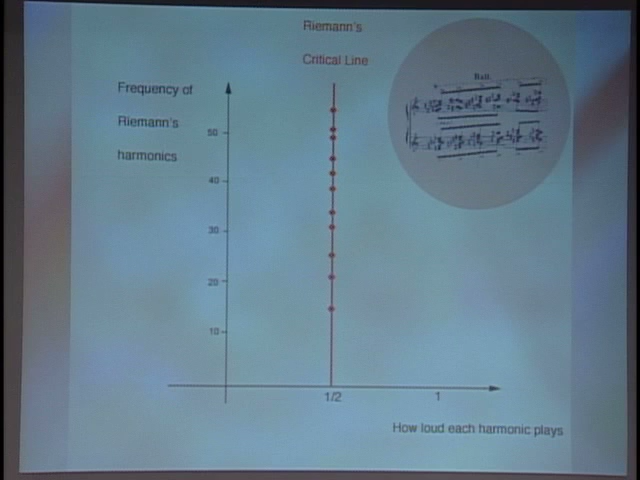 Riemann's
Critical Line
Frequency of
Riemann's
harmonics
50
40
30
20
10
1/2
1
How loud each harmonic plays